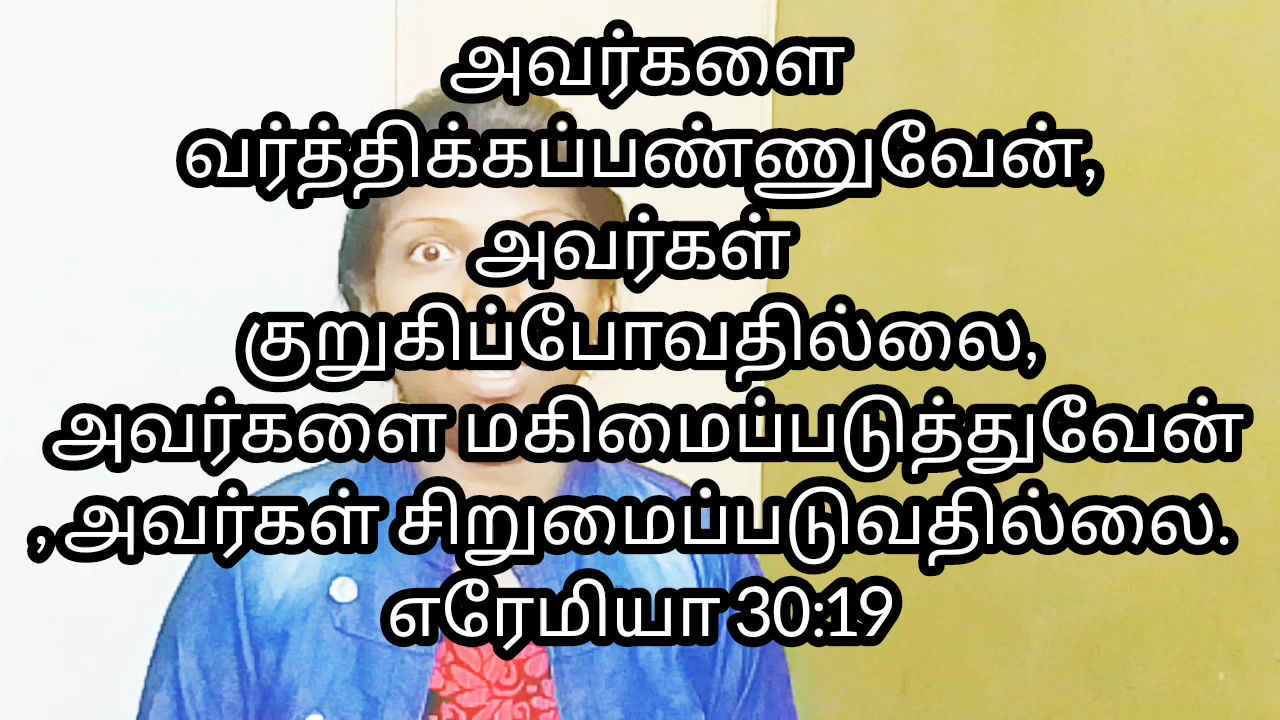 அவர்களை
வர்த்திக்கப்பண்ணுவேன்,
அவர்கள்
குறுகிப்போவதில்லை,
அவர்களை மகிமைப்படுத்துவேன்
,அவர்கள் சிறுமைப்படுவதில்லை.
எரேமியா 30:19